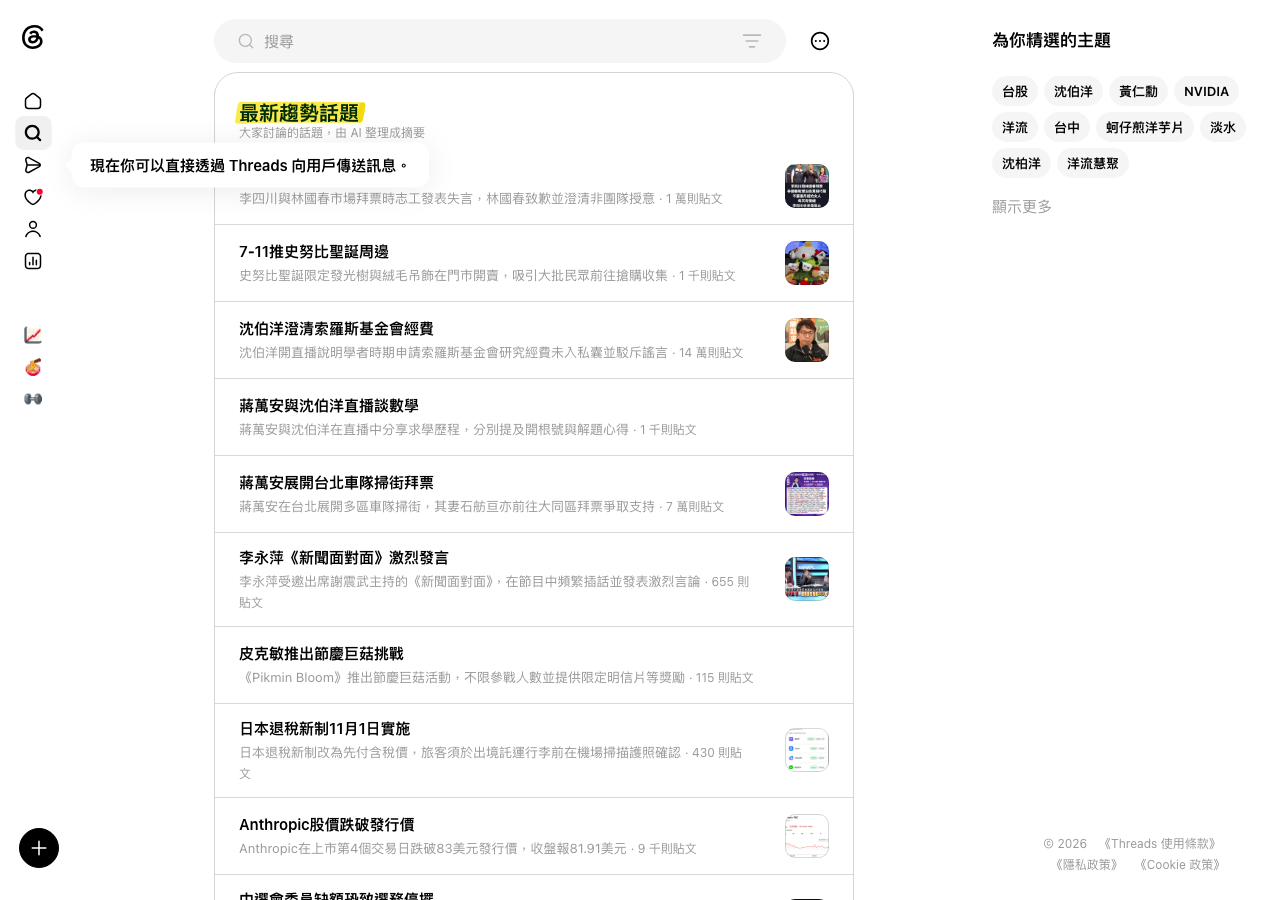 搜尋
最新趨勢話題
大家討論的話題，由 AI 整理成摘要
現在你可以直接透過 Threads 向用戶傳送訊息。
李四川與林國春市場拜票時志工發表失言，林國春致歉並澄清非團隊授意 · 1 萬則貼文
7-11推史努比聖誕周邊
史努比聖誕限定發光樹與絨毛吊飾在門市開賣，吸引大批民眾前往搶購收集 · 1 千則貼文
沈伯洋澄清索羅斯基金會經費
沈伯洋開直播說明學者時期申請索羅斯基金會研究經費未入私囊並駁斥謠言 · 14 萬則貼文
蔣萬安與沈伯洋直播談數學
蔣萬安與沈伯洋在直播中分享求學歷程，分別提及開根號與解題心得 · 1 千則貼文
蔣萬安展開台北車隊掃街拜票
蔣萬安在台北展開多區車隊掃街，其妻石舫亘亦前往大同區拜票爭取支持 · 7 萬則貼文
李永萍《新聞面對面》激烈發言
李永萍受邀出席謝震武主持的《新聞面對面》，在節目中頻繁插話並發表激烈言論 · 655 則
貼文
皮克敏推出節慶巨菇挑戰
《Pikmin Bloom》推出節慶巨菇活動，不限參戰人數並提供限定明信片等獎勵 · 115 則貼文
日本退稅新制11月1日實施
日本退稅新制改為先付含稅價，旅客須於出境託運行李前在機場掃描護照確認 · 430 則貼
文
Anthropic股價跌破發行價
Anthropic在上市第4個交易日跌破83美元發行價，收盤報81.91美元 · 9 千則貼文
中選會委員缺額恐致選務停擺
為你精選的主題
台股 沈伯洋 黃仁勳 NVIDIA
洋流 台中 蚵仔煎洋芋片 淡水
沈柏洋 洋流慧聚
顯示更多
© 2026 《Threads 使用條款》
《隱私政策》 《Cookie 政策》